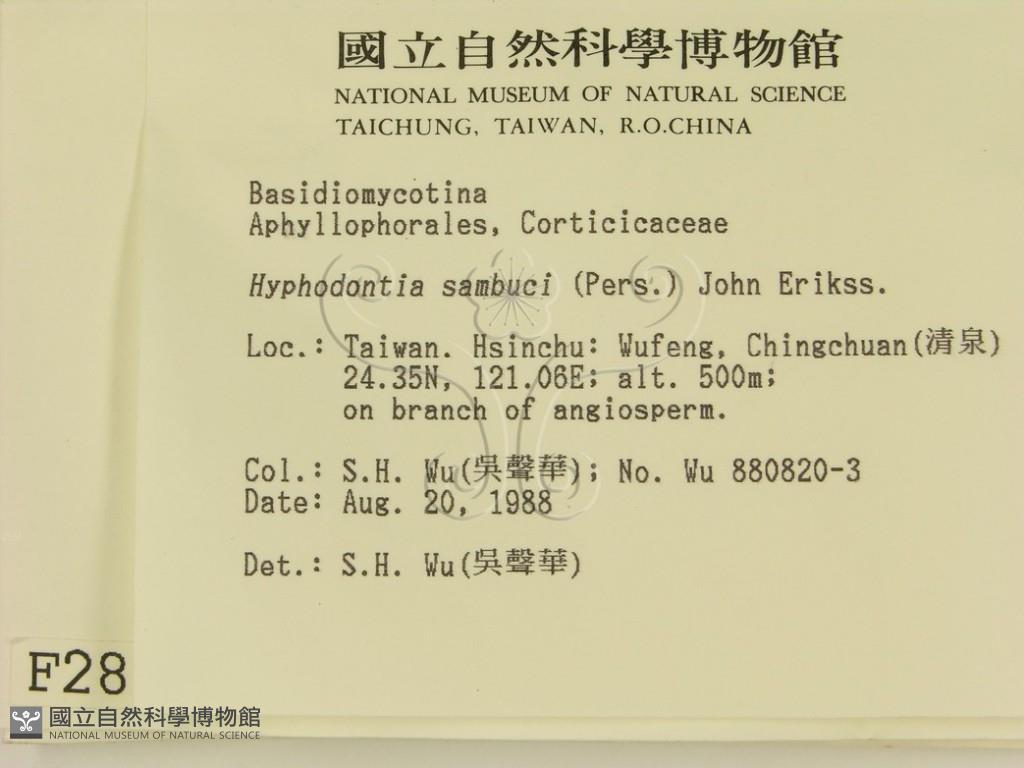 國立自然科學博物館
NATIONAL MUSEUM OF NATURAL SCIENCE
TAICHUNG, TAIWAN, R.O.CHINA
Basidiomycotina
Aphyllophorales, Corticicaceae
Hyphodontia sambuci (Pers.) John Erikss.
Loc.: Taiwan. Hsinchu: Wufeng, Chingchuan(清泉)
24.35N, 121.06E; alt. 500m;
on branch of angiosperm.
Col.: S.H. Wu(吳聲華); No. Wu 880820-3
Date: Aug. 20, 1988
Det.: S.H. Wu(吳聲華)
F28
國立自然科學博物館
NATIONAL MUSEUM OF NATURAL SCIENCE